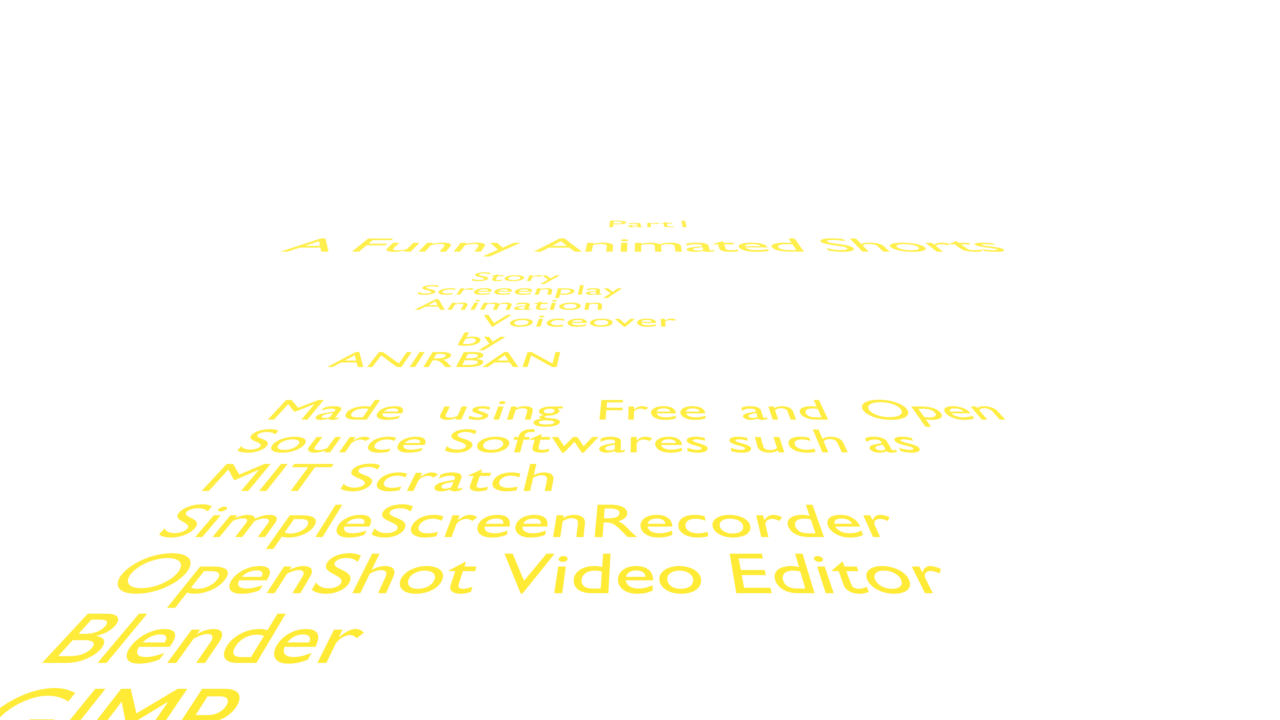 Part I
A Funny Animated Shorts
Story
Screeenplay
Animation
Voiceover
by
ANIRBAN
Made using Free and Open
Source Softwares such as
MIT Scratch
SimpleScreenRecorder
OpenShot Video Editor
Blender
GIMP